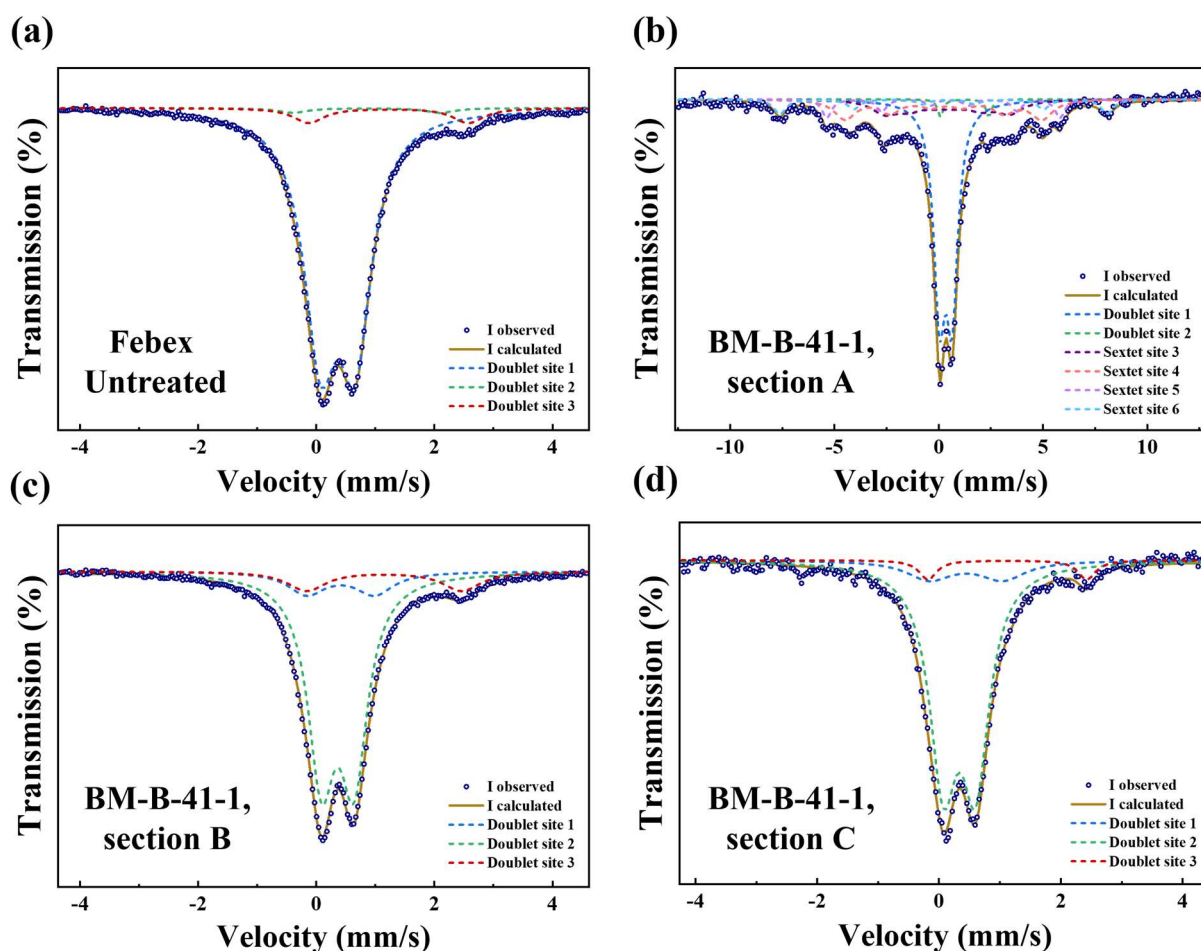 (a)
Transmission (%)
Febex
Untreated
I observed
I calculated
Doublet site 1
Doublet site 2
Doublet site 3
-4 -2 0 2 4
Velocity (mm/s)
(b)
Transmission (%)
BM-B-41-1,
section A
I observed
I calculated
Doublet site 1
Doublet site 2
Sextet site 3
Sextet site 4
Sextet site 5
Sextet site 6
-10 -5 0 5 10
Velocity (mm/s)
(c)
Transmission (%)
BM-B-41-1,
section B
I observed
I calculated
Doublet site 1
Doublet site 2
Doublet site 3
-4 -2 0 2 4
Velocity (mm/s)
(d)
Transmission (%)
BM-B-41-1,
section C
I observed
I calculated
Doublet site 1
Doublet site 2
Doublet site 3
-4 -2 0 2 4
Velocity (mm/s)